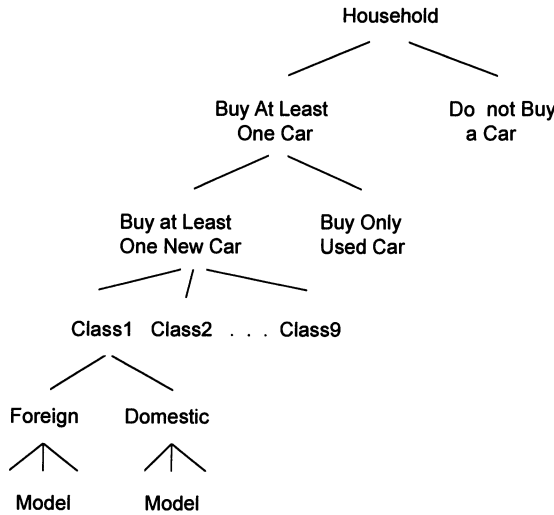 Household
Buy At Least
One Car
Do not Buy
a Car
Buy at Least
One New Car
Buy Only
Used Car
Class1 Class2 . . . Class9
Foreign Domestic
Model Model